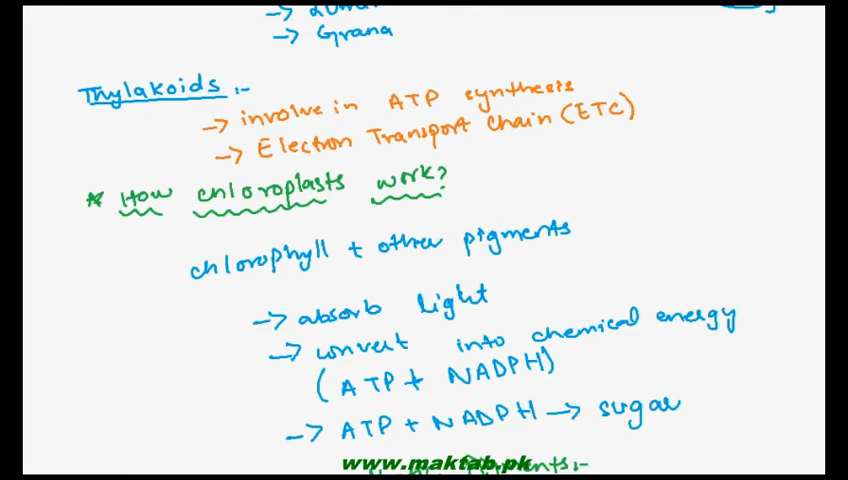 -> Grana
Thylakoids :-
-> involve in ATP synthesis
-> Electron Transport Chain (ETC)
* How chloroplasts work?
chlorophyll + other pigments
-> absorb light
-> convert into chemical energy
(ATP + NADPH)
-> ATP + NADPH -> sugar
www.maktab.pk